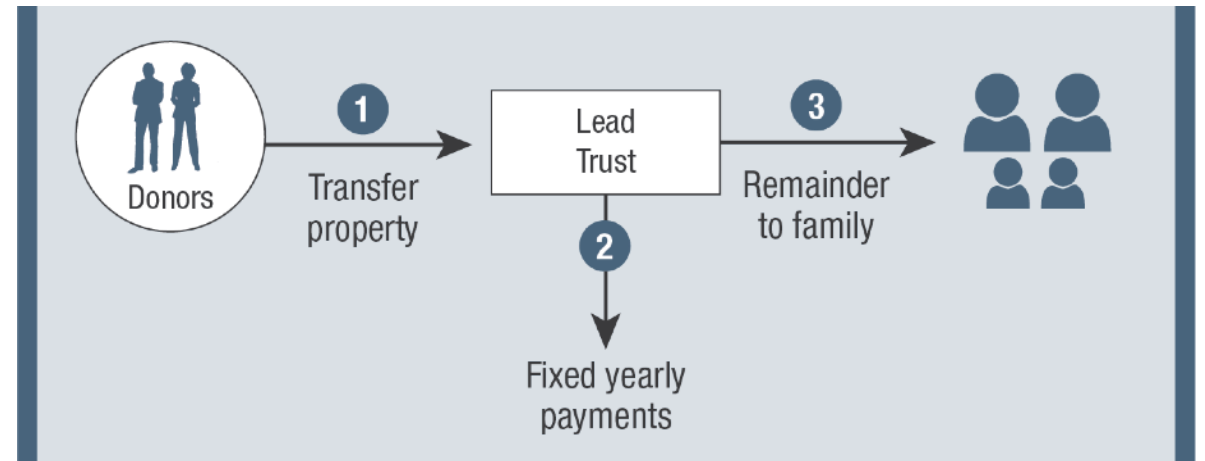 Donors
1
Transfer
property
Lead
Trust
2
Fixed yearly
payments
3
Remainder
to family